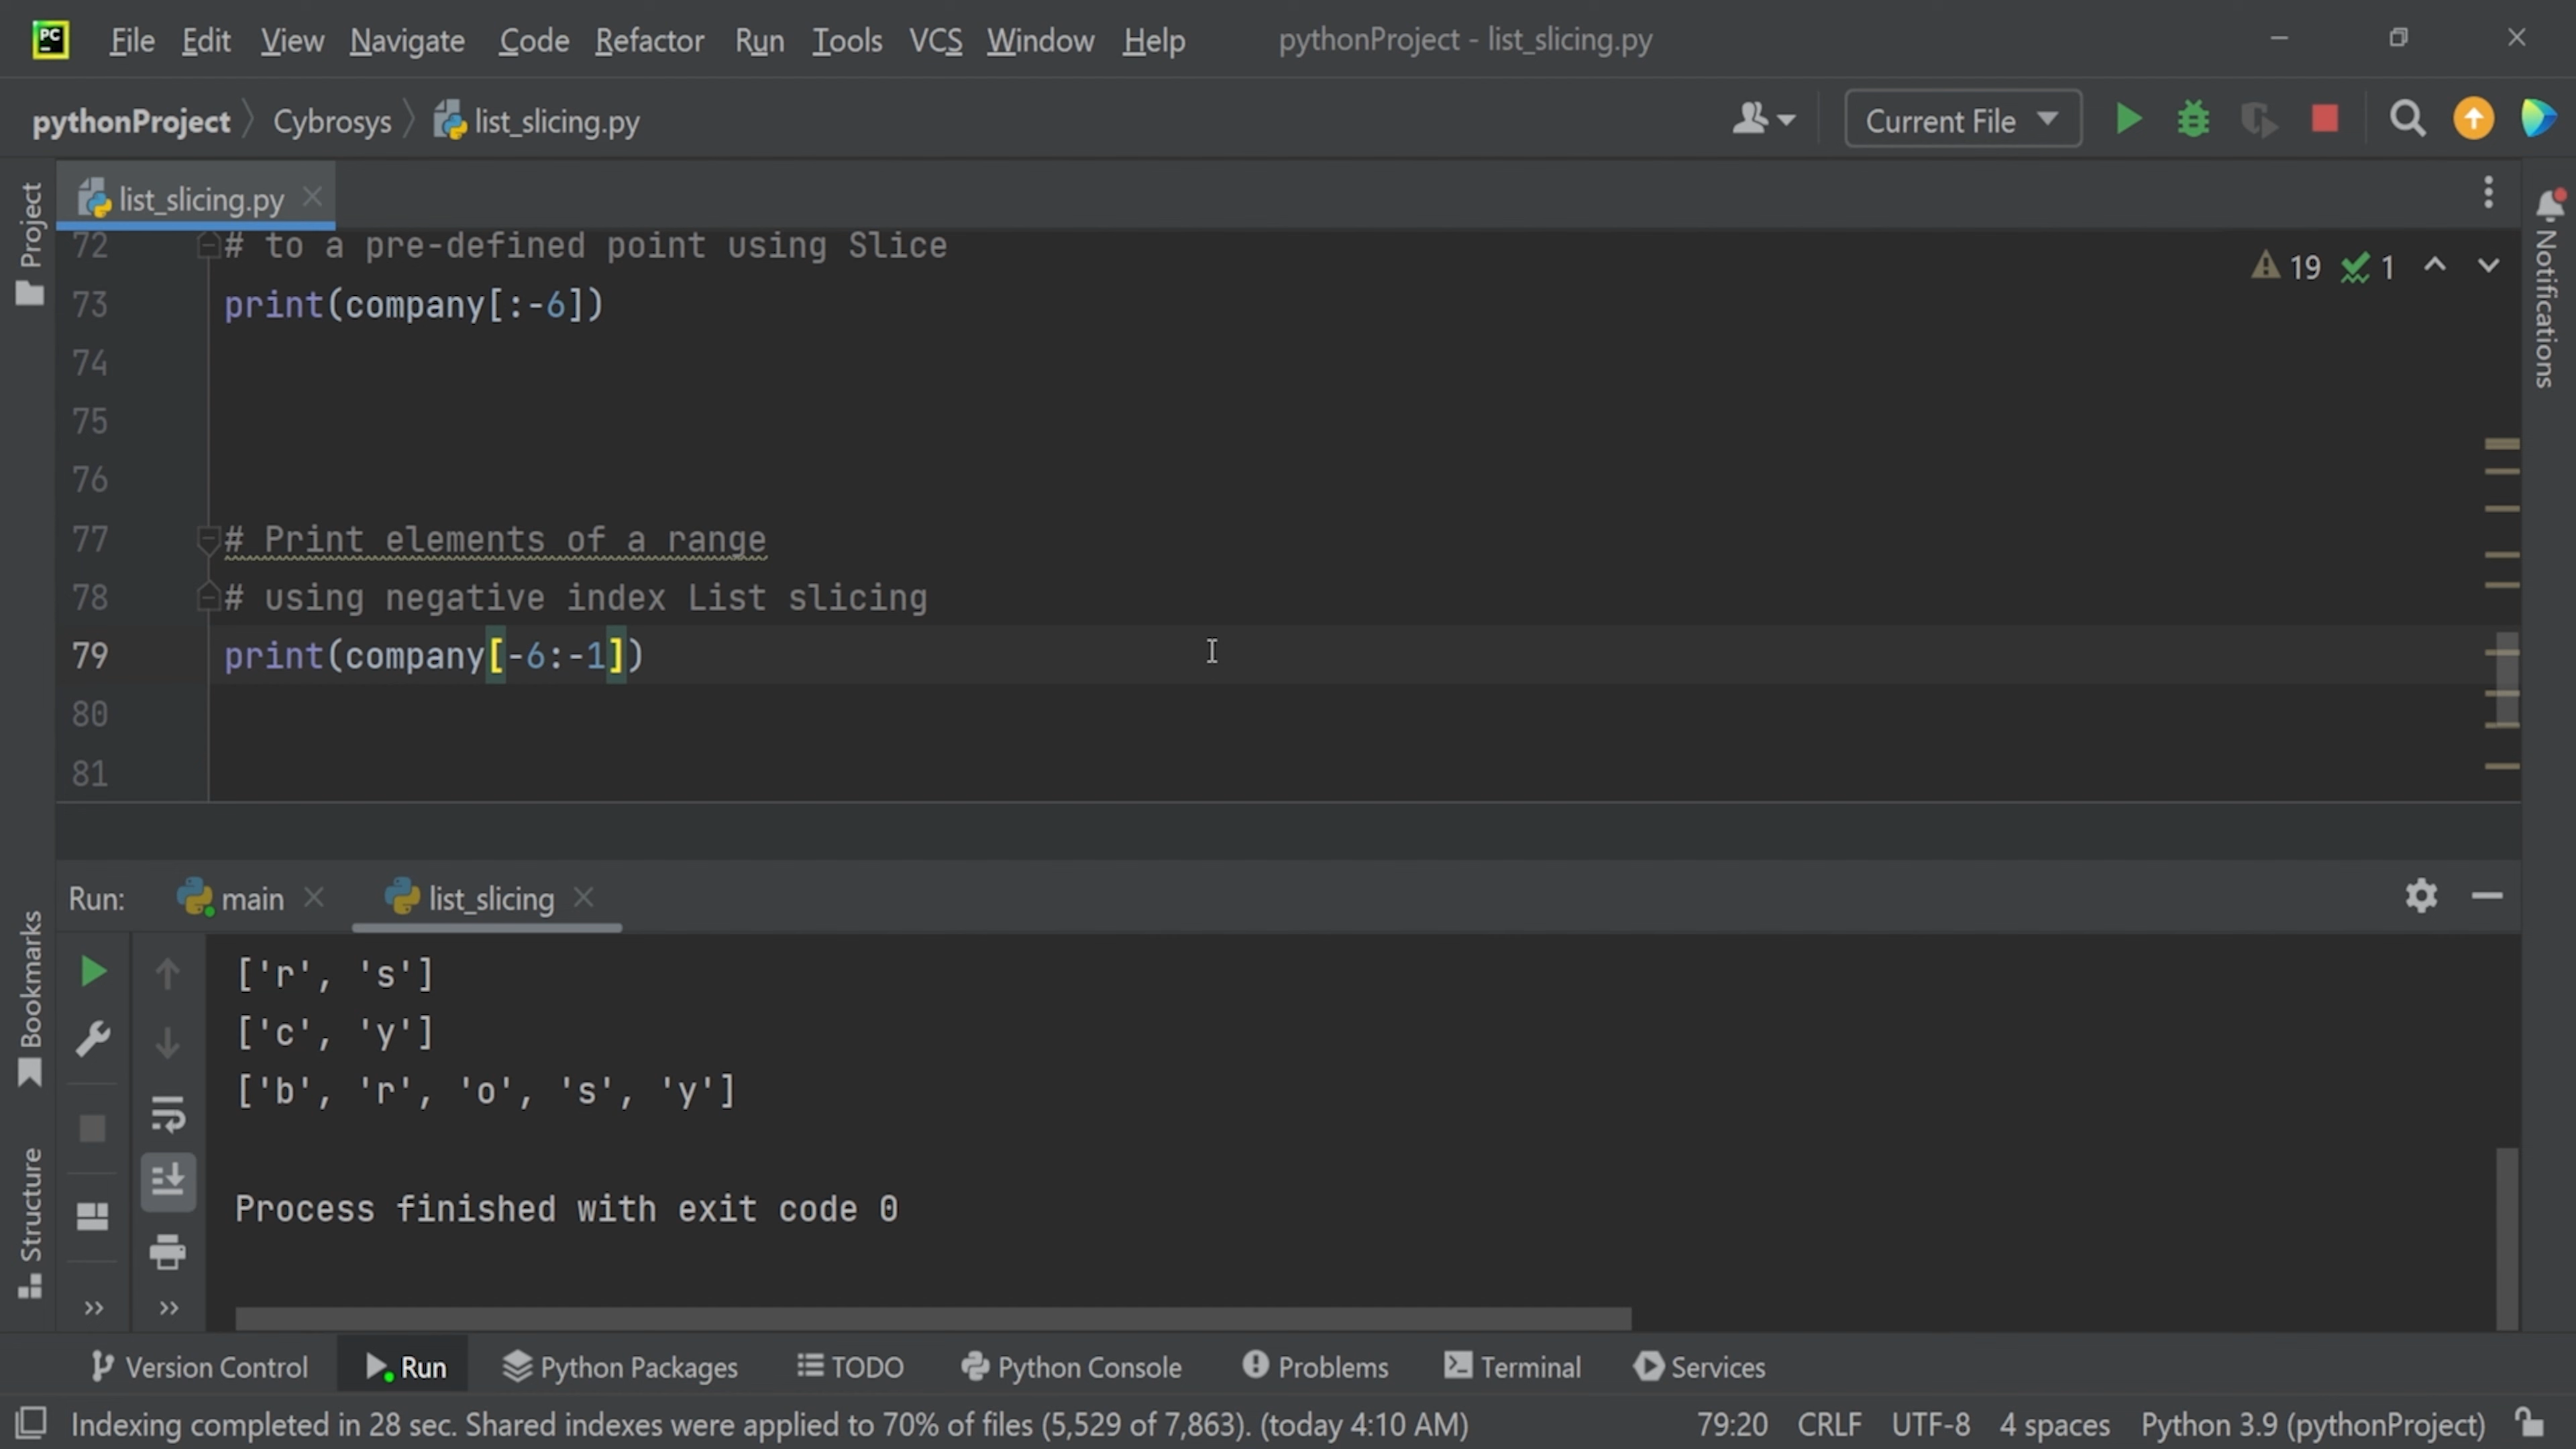 PC File Edit View Navigate Code Refactor Run Tools VCS Window Help pythonProject - list_slicing.py
pythonProject Cybrosys list_slicing.py Current File
Project
list_slicing.py
Notifications
72 # to a pre-defined point using Slice
19 1
73 print(company[:-6])
74
75
76
77 # Print elements of a range
78 # using negative index List slicing
79 print(company[-6:-1])
80
81
Run: main list_slicing
Bookmarks
Structure
['r', 's']
['c', 'y']
['b', 'r', 'o', 's', 'y']
Process finished with exit code 0
Version Control Run Python Packages TODO Python Console Problems Terminal Services
Indexing completed in 28 sec. Shared indexes were applied to 70% of files (5,529 of 7,863). (today 4:10 AM) 79:20 CRLF UTF-8 4 spaces Python 3.9 (pythonProject)